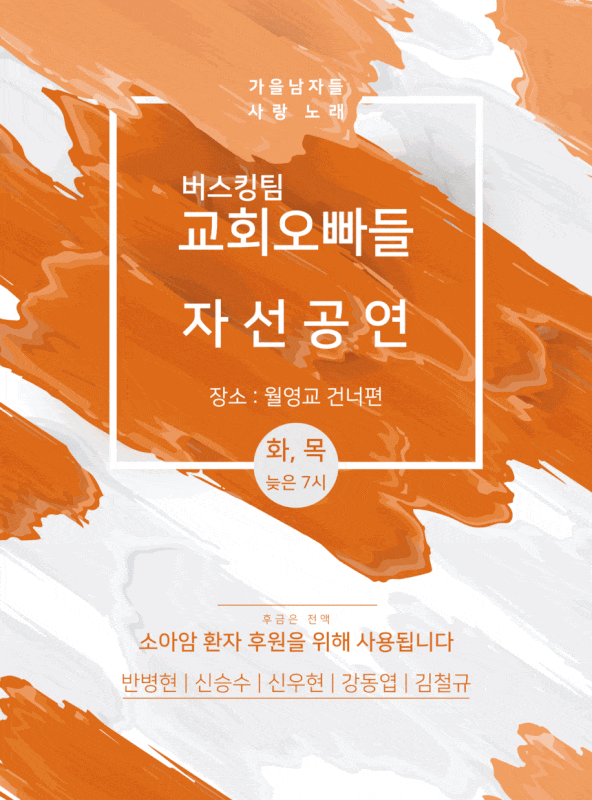 가을남자들
사랑 노래
버스킹팀
교회오빠들
자선공연
장소 : 월영교 건너편
화, 목
늦은 7시
후금은 전액
소아암 환자 후원을 위해 사용됩니다
반병현 | 신승수 | 신우현 | 강동엽 | 김철규